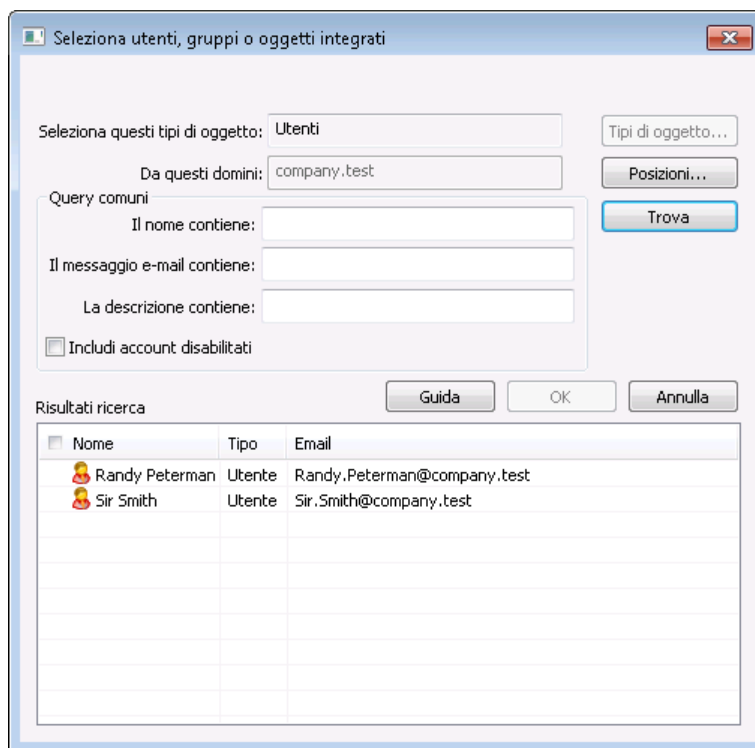 Seleziona utenti, gruppi o oggetti integrati
Seleziona questi tipi di oggetto: Utenti Tipi di oggetto...
Da questi domini: company.test Posizioni...
Query comuni
Il nome contiene: Trova
Il messaggio e-mail contiene:
La descrizione contiene:
Includi account disabilitati
Guida OK Annulla
Risultati ricerca
Nome Tipo Email
Randy Peterman Utente Randy.Peterman@company.test
Sir Smith Utente Sir.Smith@company.test